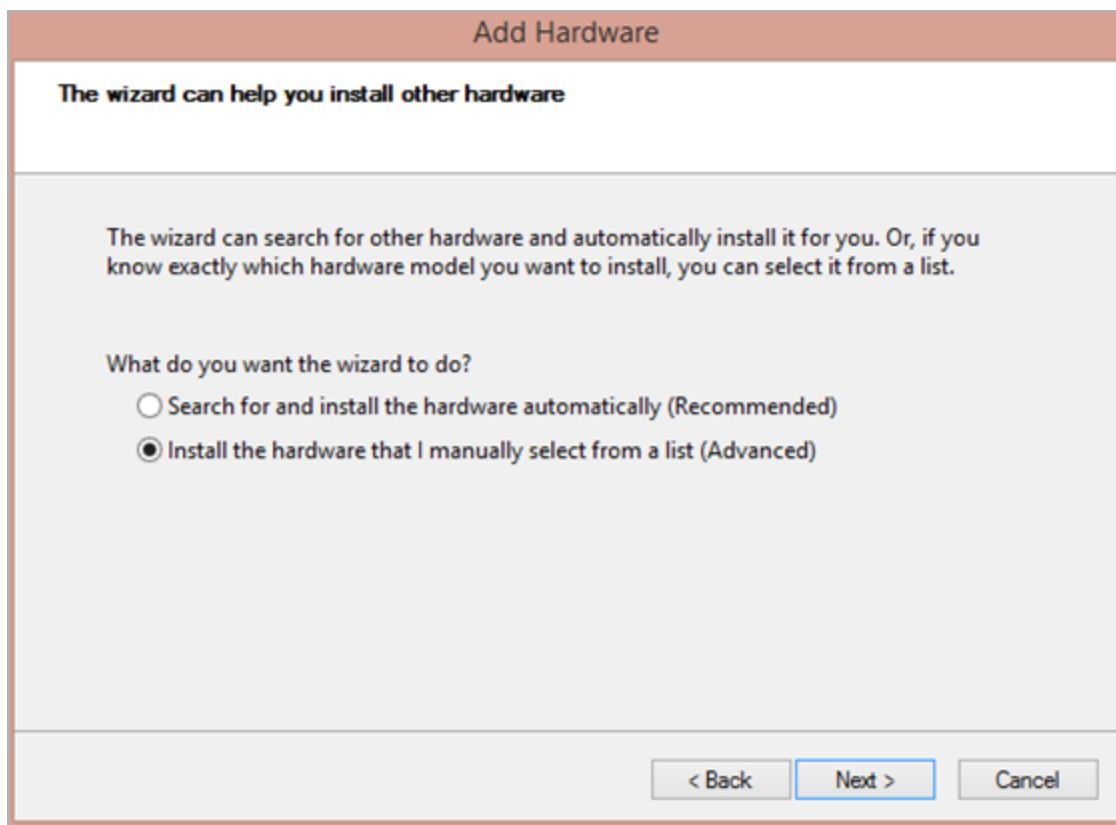 Add Hardware
The wizard can help you install other hardware
The wizard can search for other hardware and automatically install it for you. Or, if you
know exactly which hardware model you want to install, you can select it from a list.
What do you want the wizard to do?
Search for and install the hardware automatically (Recommended)
Install the hardware that I manually select from a list (Advanced)
< Back
Next >
Cancel